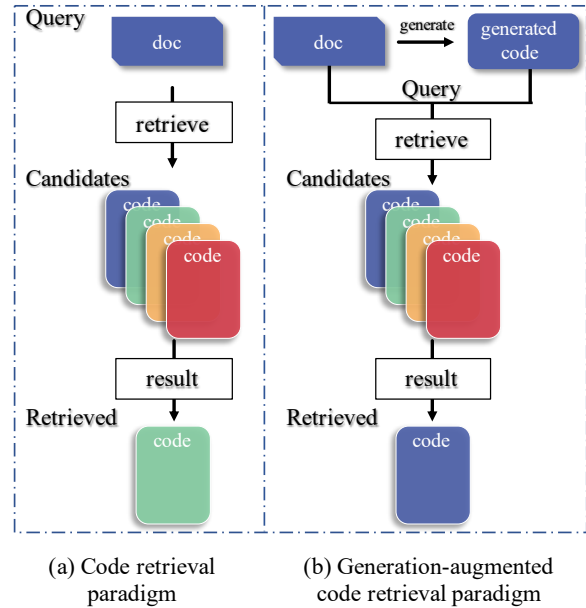 Query
doc
retrieve
Candidates
code
code
code
code
result
Retrieved
code
(a) Code retrieval
paradigm
doc
generate
generated
code
Query
retrieve
Candidates
code
code
code
code
result
Retrieved
code
(b) Generation-augmented
code retrieval paradigm